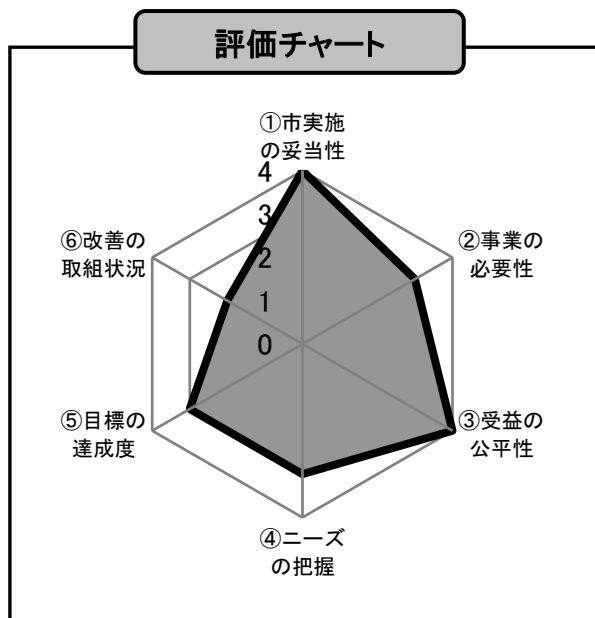 評価チャート
①市実施
の妥当性
4
3
2
1
0
②事業の
必要性
③受益の
公平性
④ニーズ
の把握
⑤目標の
達成度
⑥改善の
取組状況